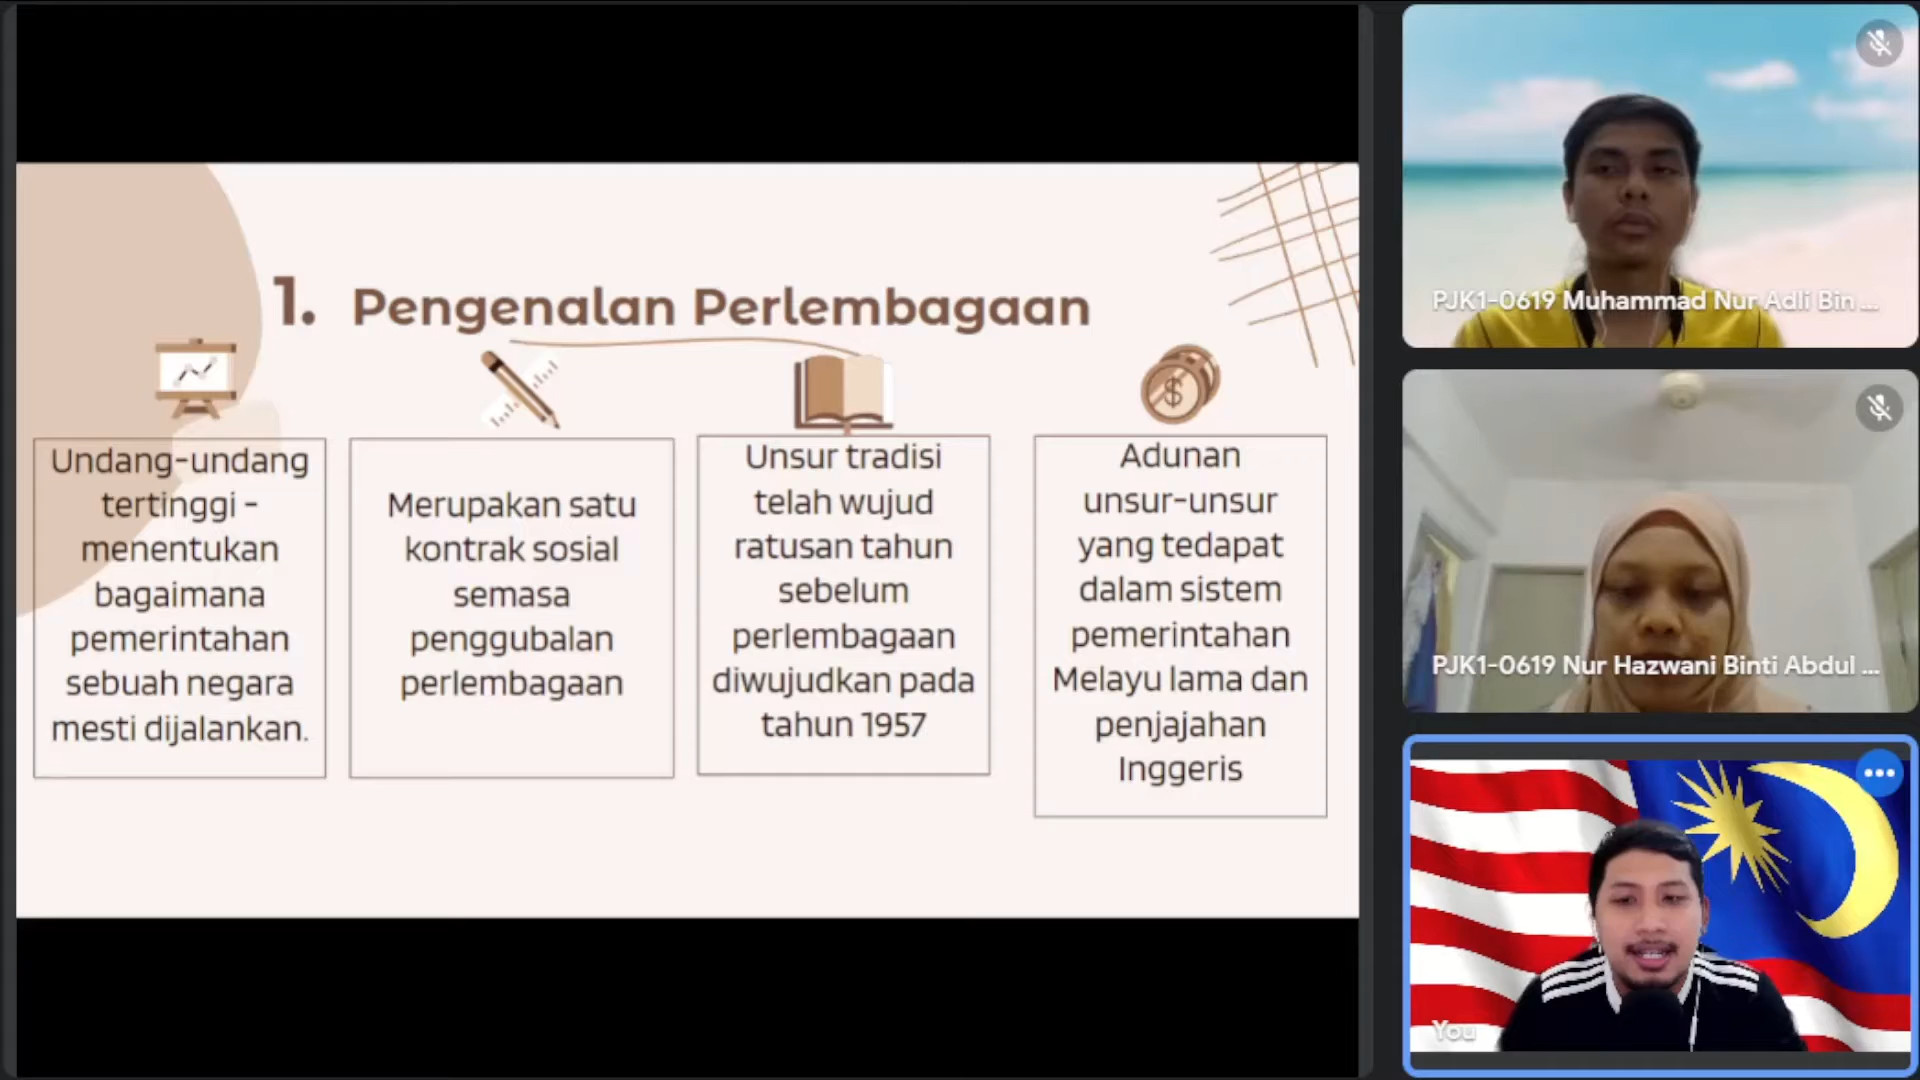 1. Pengenalan Perlembagaan
Undang-undang
tertinggi -
menentukan
bagaimana
pemerintahan
sebuah negara
mesti dijalankan.
Merupakan satu
kontrak sosial
semasa
penggubalan
perlembagaan
Unsur tradisi
telah wujud
ratusan tahun
sebelum
perlembagaan
diwujudkan pada
tahun 1957
Adunan
unsur-unsur
yang tedapat
dalam sistem
pemerintahan
Melayu lama dan
penjajahan
Inggeris
PJK1-0619 Muhammad Nur Adli Bin ...
PJK1-0619 Nur Hazwani Binti Abdul ...
You